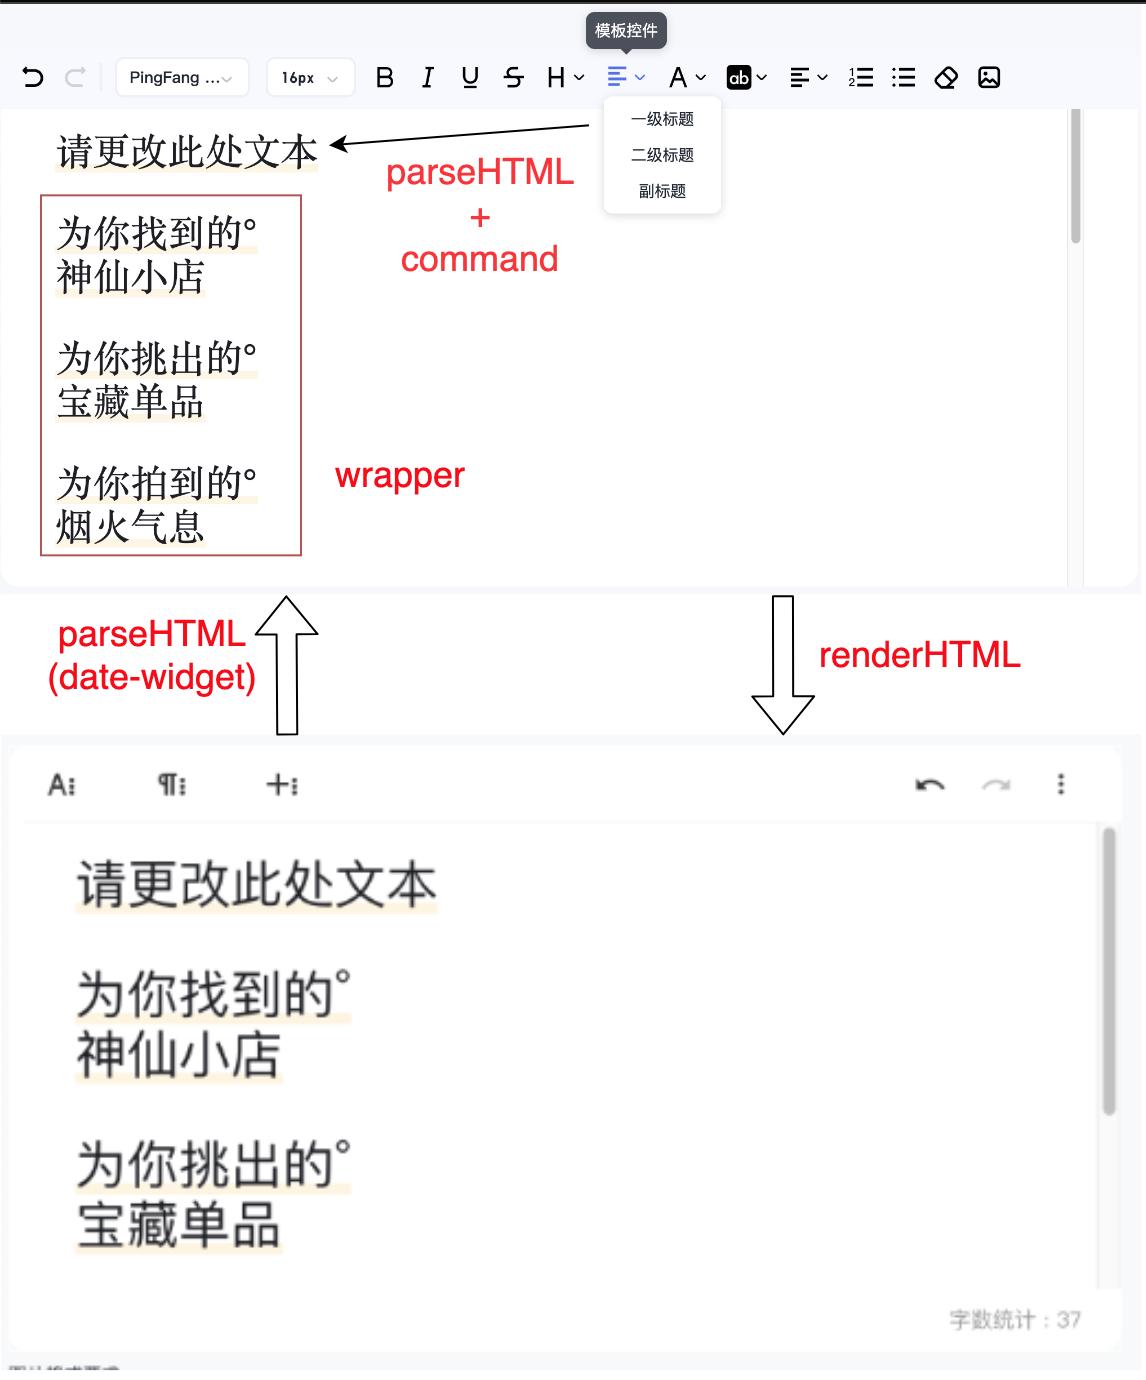 模板控件
PingFang ...
16px
B I U S H A ab
一级标题
二级标题
副标题
请更改此处文本
parseHTML
+
command
为你找到的°
神仙小店
为你挑出的°
宝藏单品
为你拍到的°
烟火气息
wrapper
parseHTML
(date-widget)
renderHTML
请更改此处文本
为你找到的°
神仙小店
为你挑出的°
宝藏单品
字数统计：37